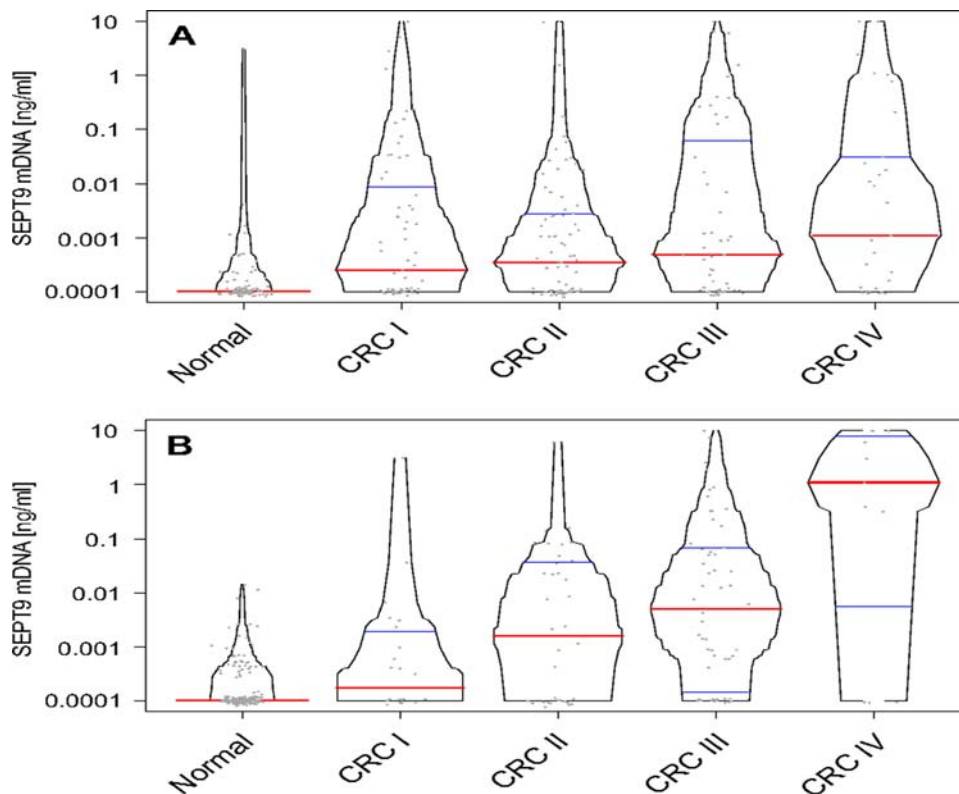 A
SEPT9 mDNA [ng/ml]
10
1
0.1
0.01
0.001
0.0001
Normal
CRC I
CRC II
CRC III
CRC IV
B
SEPT9 mDNA [ng/ml]
10
1
0.1
0.01
0.001
0.0001
Normal
CRC I
CRC II
CRC III
CRC IV